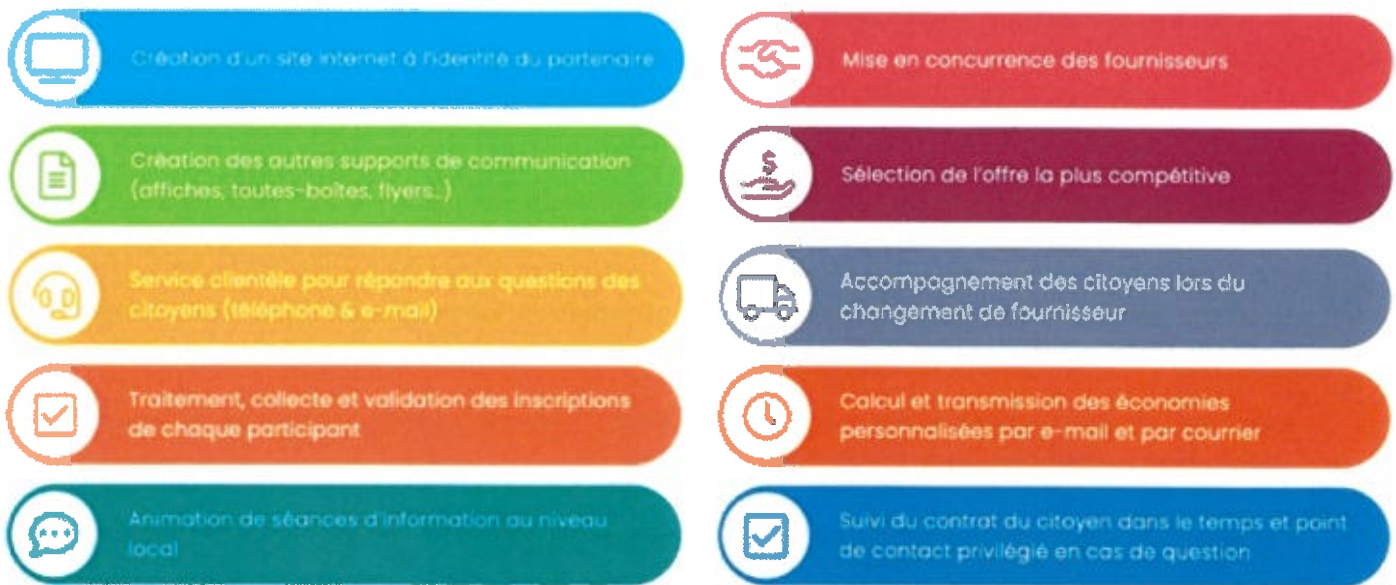 Création d'un site internet à l'identité du partenaire
Création des autres supports de communication
(affiches, toutes-boîtes, flyers...)
Service clientèle pour répondre aux questions des
citoyens (téléphone & e-mail)
Traitement, collecte et validation des inscriptions
de chaque participant
Animation de séances d'information au niveau
local
Mise en concurrence des fournisseurs
$
Sélection de l'offre la plus compétitive
Accompagnement des citoyens lors du
changement de fournisseur
Calcul et transmission des économies
personnalisées par e-mail et par courrier
Suivi du contrat du citoyen dans le temps et point
de contact privilégié en cas de question